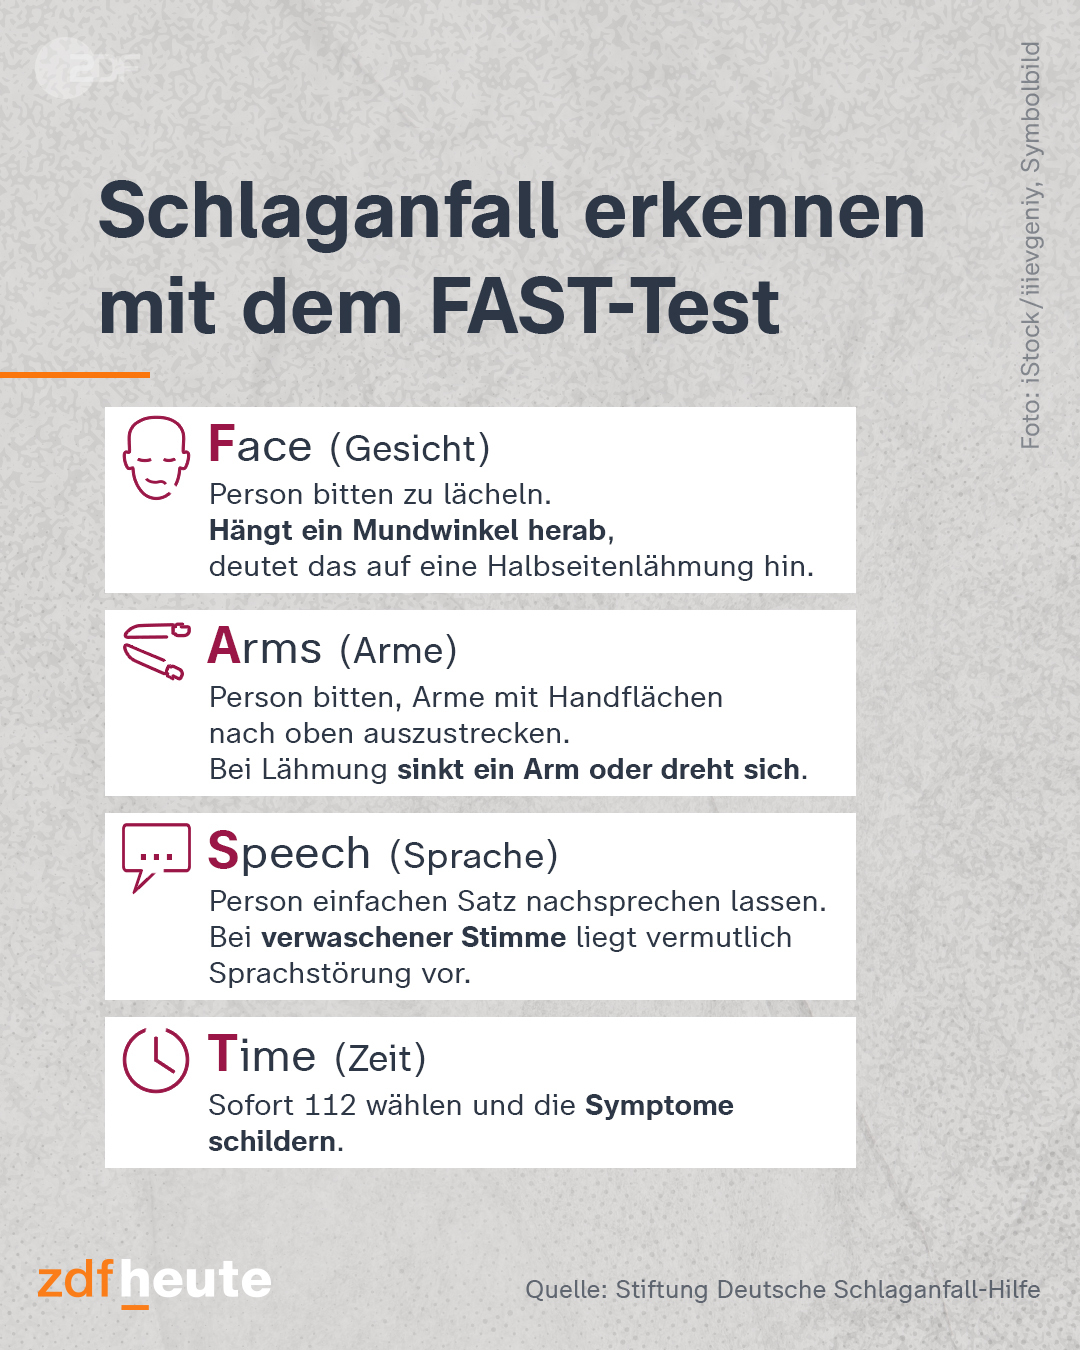 ZDF
Foto: iStock/iiievgeniy, Symbolbild
Schlaganfall erkennen
mit dem FAST-Test
Face (Gesicht)
Person bitten zu lächeln.
Hängt ein Mundwinkel herab,
deutet das auf eine Halbseitenlähmung hin.
Arms (Arme)
Person bitten, Arme mit Handflächen
nach oben auszustrecken.
Bei Lähmung sinkt ein Arm oder dreht sich.
Speech (Sprache)
Person einfachen Satz nachsprechen lassen.
Bei verwaschener Stimme liegt vermutlich
Sprachstörung vor.
Time (Zeit)
Sofort 112 wählen und die Symptome
schildern.
zdfheute
Quelle: Stiftung Deutsche Schlaganfall-Hilfe